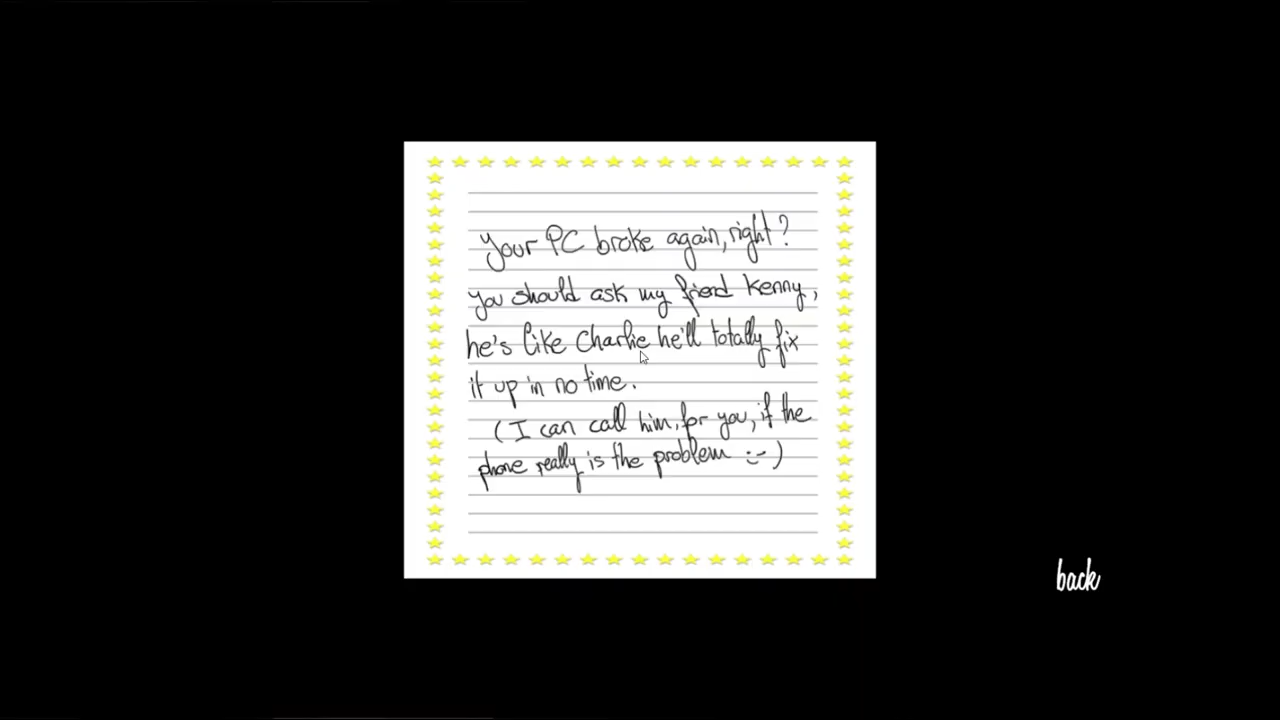 Your PC broke again, right?
you should ask my friend Kenny,
he's like Charlie he'll totally fix
it up in no time.
(I can call him, for you, if the
phone really is the problem :-)
back